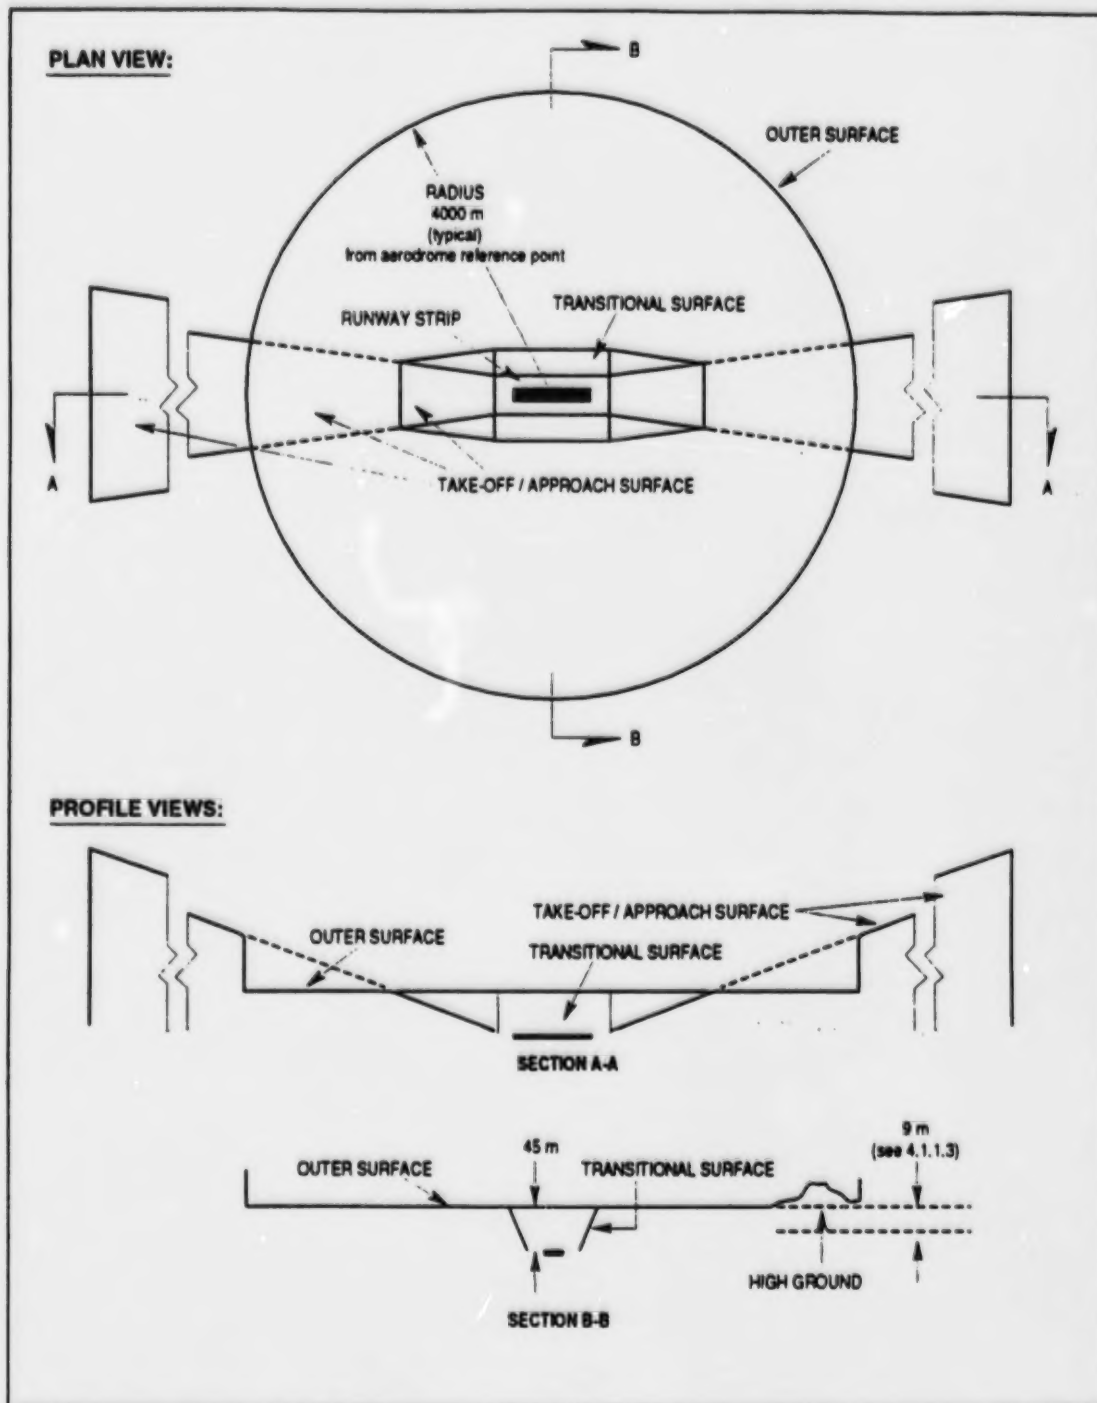 PLAN VIEW:
B
OUTER SURFACE
RADIUS
4000 m
(typical)
from aerodrome reference point
TRANSITIONAL SURFACE
RUNWAY STRIP
A
A
TAKE-OFF / APPROACH SURFACE
B
PROFILE VIEWS:
TAKE-OFF / APPROACH SURFACE
OUTER SURFACE
TRANSITIONAL SURFACE
SECTION A-A
9 m
(see 4.1.1.3)
45 m
OUTER SURFACE
TRANSITIONAL SURFACE
HIGH GROUND
SECTION B-B